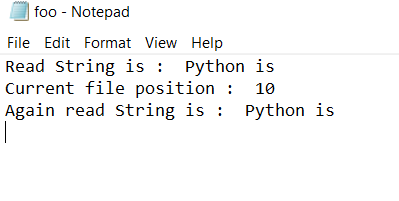 foo - Notepad
File Edit Format View Help
Read String is :  Python is
Current file position :  10
Again read String is :  Python is